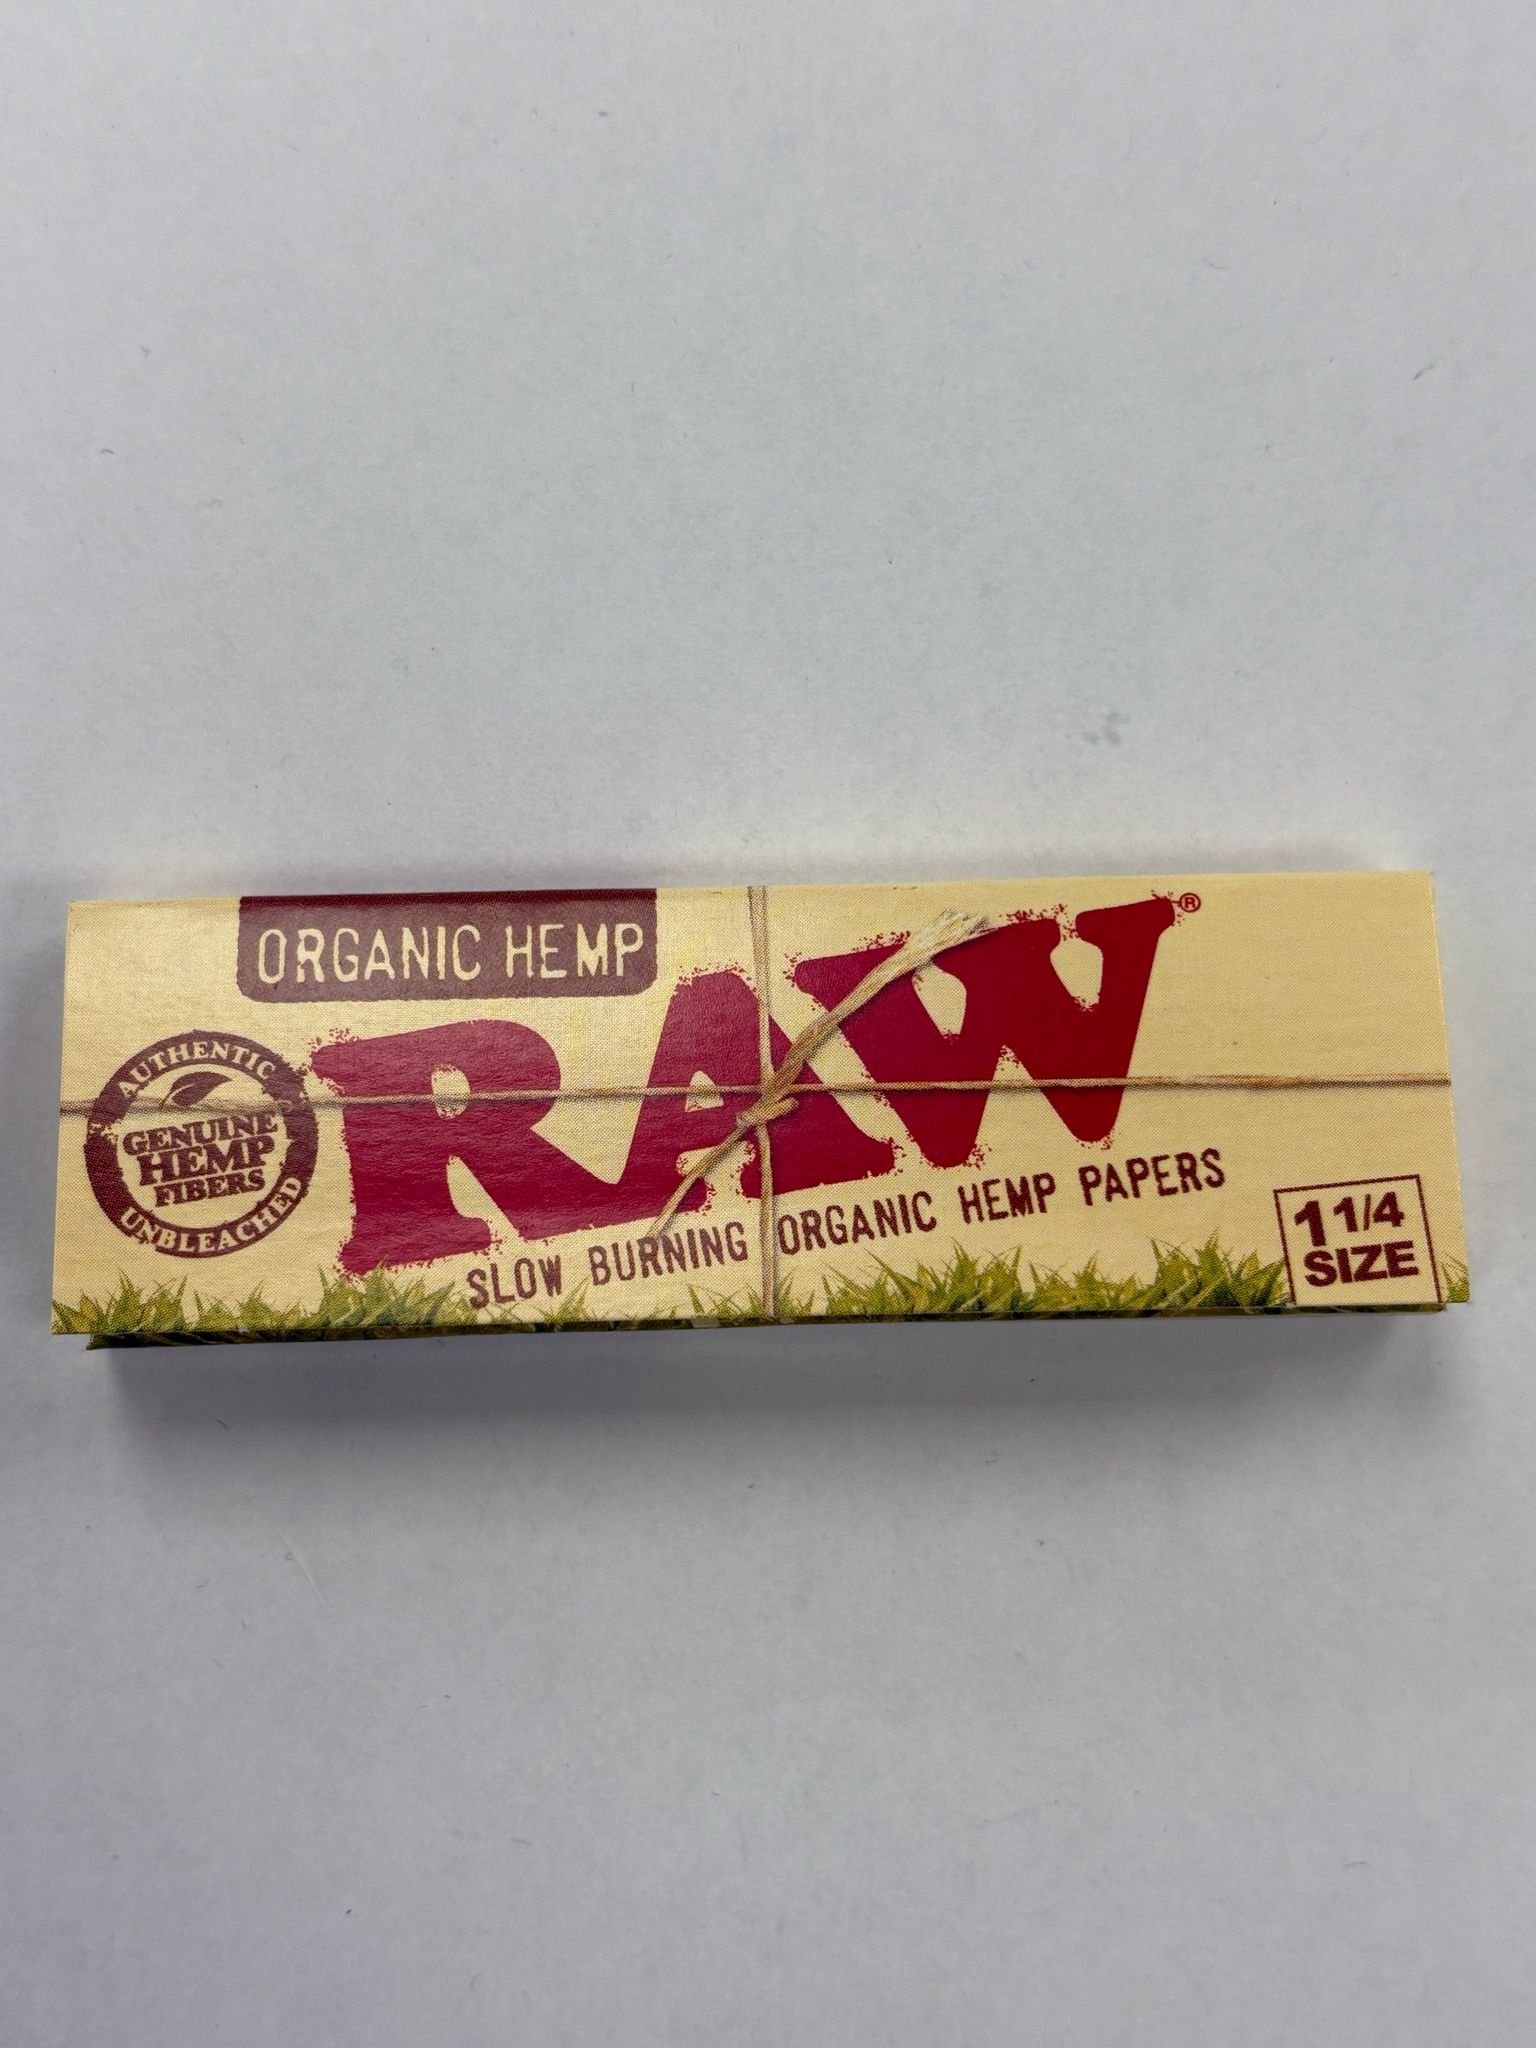 ORGANIC HEMP
RAW®
AUTHENTIC
GENUINE
HEMP
FIBERS
UNBLEACHED
SLOW BURNING ORGANIC HEMP PAPERS
1 1/4
SIZE